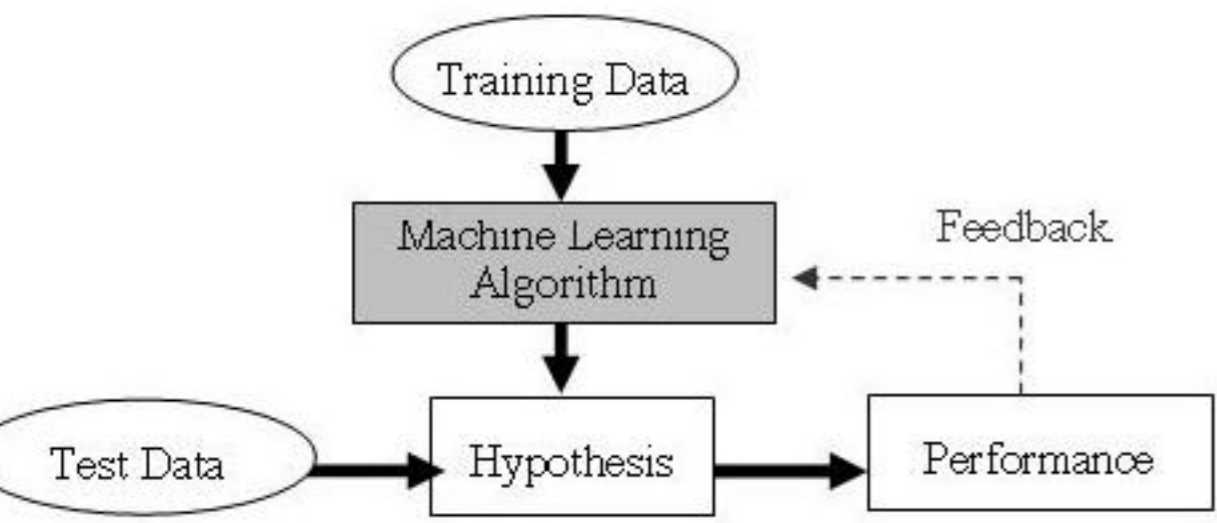 Training Data
Machine Learning
Algorithm
Feedback
Test Data
Hypothesis
Performance